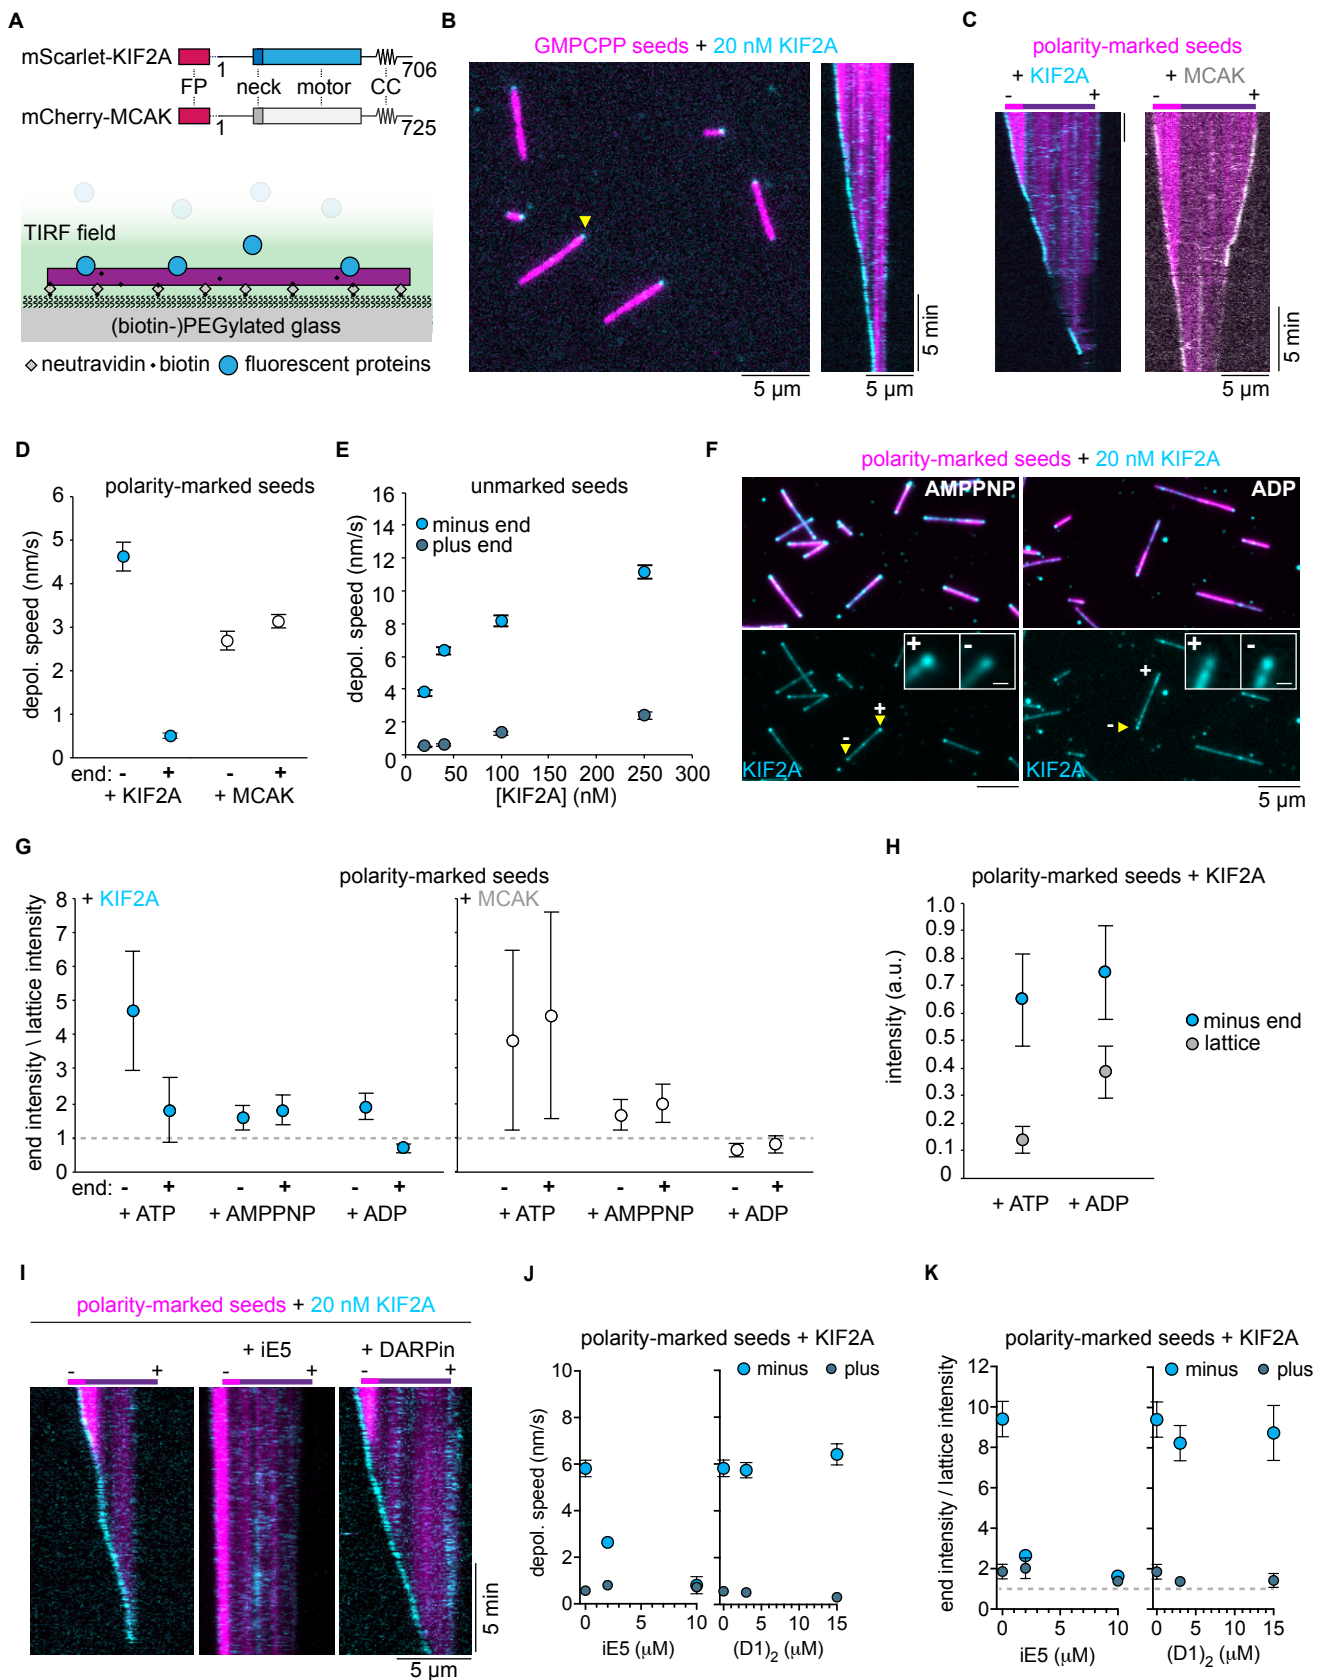 A
mScarlet-KIF2A
1
706
FP
neck
motor
CC
mCherry-MCAK
1
725
TIRF field
(biotin-)PEGylated glass
neutravidin
biotin
fluorescent proteins
B
GMPCPP seeds + 20 nM KIF2A
5 µm
5 µm
5 min
C
polarity-marked seeds
+ KIF2A
+ MCAK
- +
- +
5 µm
5 min
D
polarity-marked seeds
depol. speed (nm/s)
6
5
4
3
2
1
0
end: - + - +
+ KIF2A + MCAK
E
unmarked seeds
minus end
plus end
depol. speed (nm/s)
16
14
12
10
8
6
4
2
0
0 50 100 150 200 250 300
[KIF2A] (nM)
F
polarity-marked seeds + 20 nM KIF2A
AMPPNP
ADP
+ -
+ -
+
-
+
-
KIF2A
KIF2A
5 µm
G
polarity-marked seeds
+ KIF2A
+ MCAK
end intensity \ lattice intensity
8
7
6
5
4
3
2
1
0
end: - + - + - + - + - + - +
+ ATP + AMPPNP + ADP + ATP + AMPPNP + ADP
H
polarity-marked seeds + KIF2A
intensity (a.u.)
1.0
0.9
0.8
0.7
0.6
0.5
0.4
0.3
0.2
0.1
0
+ ATP + ADP
minus end
lattice
I
polarity-marked seeds + 20 nM KIF2A
+ iE5
+ DARPin
- +
- +
- +
5 min
5 µm
J
polarity-marked seeds + KIF2A
minus
plus
depol. speed (nm/s)
10
8
6
4
2
0
0 5 10
iE5 (µM)
0 5 10 15
(D1)2 (µM)
K
polarity-marked seeds + KIF2A
minus
plus
end intensity / lattice intensity
12
10
8
6
4
2
0
0 5 10
iE5 (µM)
0 5 10 15
(D1)2 (µM)